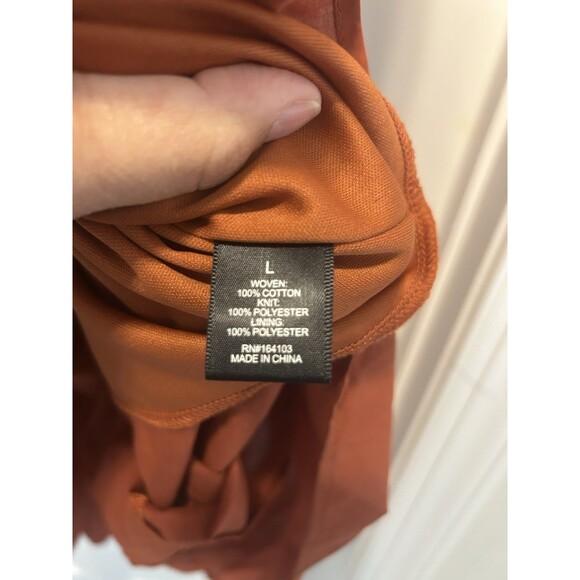 L
WOVEN:
100% COTTON
KNIT:
100% POLYESTER
LINING:
100% POLYESTER
RN#164103
MADE IN CHINA